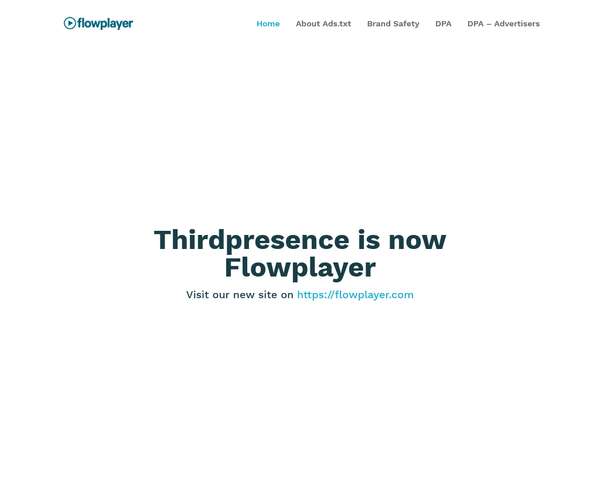 flowplayer
Home About Ads.txt Brand Safety DPA DPA – Advertisers
Thirdpresence is now
Flowplayer
Visit our new site on https://flowplayer.com